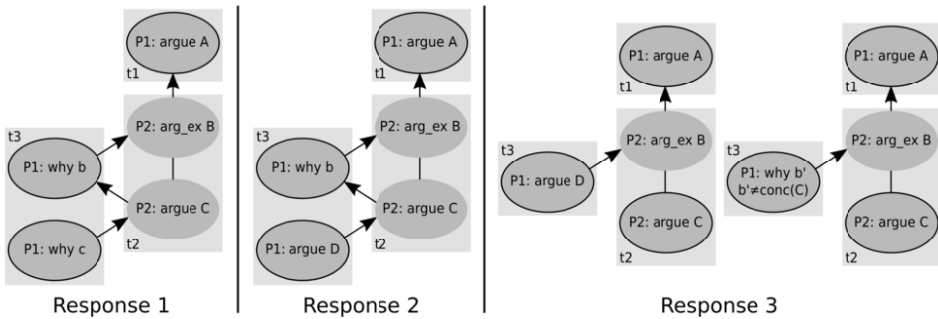 P1: argue A
t1
P2: arg_ex B
t3
P1: why b
P2: argue C
P1: why c
t2
Response 1
P1: argue A
t1
P2: arg_ex B
t3
P1: why b
P2: argue C
P1: argue D
t2
Response 2
P1: argue A
t1
P2: arg_ex B
t3
P1: argue D
P2: argue C
t2
P1: argue A
t1
P2: arg_ex B
t3
P1: why b'
b'≠conc(C)
P2: argue C
t2
Response 3